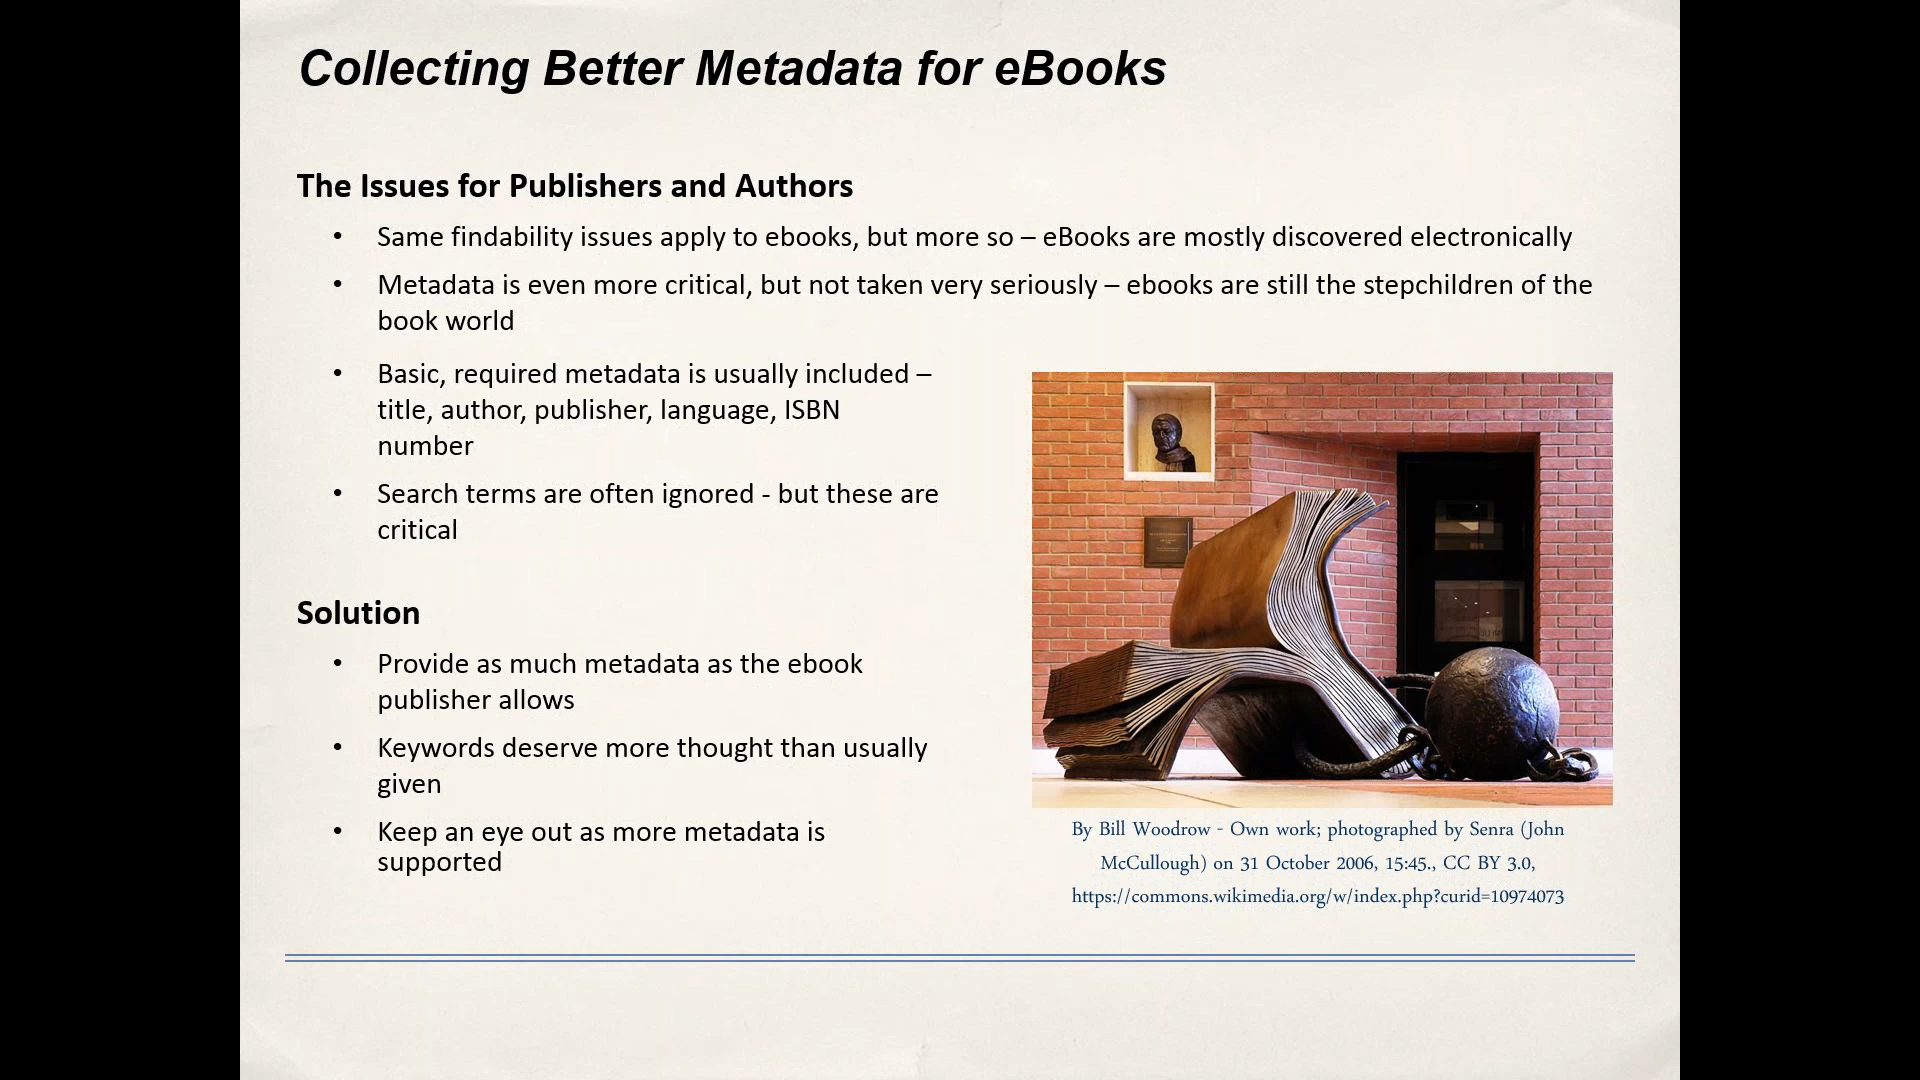 Collecting Better Metadata for eBooks
The Issues for Publishers and Authors
• Same findability issues apply to ebooks, but more so – eBooks are mostly discovered electronically
• Metadata is even more critical, but not taken very seriously – ebooks are still the stepchildren of the
book world
• Basic, required metadata is usually included –
title, author, publisher, language, ISBN
number
• Search terms are often ignored - but these are
critical
Solution
• Provide as much metadata as the ebook
publisher allows
• Keywords deserve more thought than usually
given
• Keep an eye out as more metadata is
supported
By Bill Woodrow - Own work; photographed by Senra (John
McCullough) on 31 October 2006, 15:45., CC BY 3.0,
https://commons.wikimedia.org/w/index.php?curid=10974073